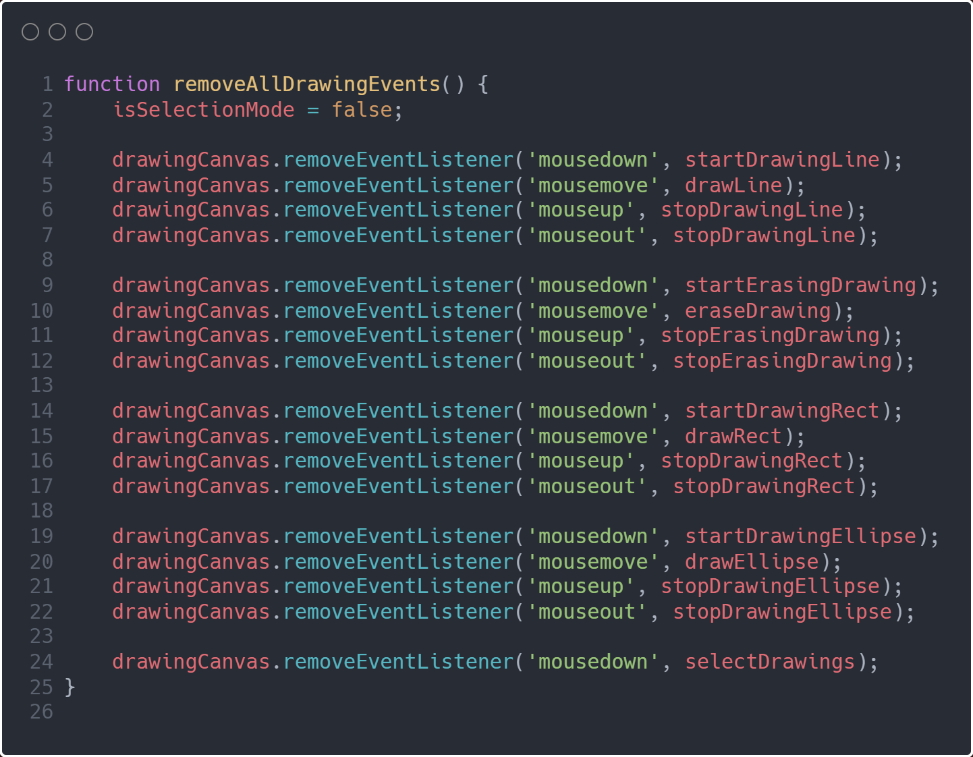 1 function removeAllDrawingEvents() {
2     isSelectionMode = false;
3
4     drawingCanvas.removeEventListener('mousedown', startDrawingLine);
5     drawingCanvas.removeEventListener('mousemove', drawLine);
6     drawingCanvas.removeEventListener('mouseup', stopDrawingLine);
7     drawingCanvas.removeEventListener('mouseout', stopDrawingLine);
8
9     drawingCanvas.removeEventListener('mousedown', startErasingDrawing);
10     drawingCanvas.removeEventListener('mousemove', eraseDrawing);
11     drawingCanvas.removeEventListener('mouseup', stopErasingDrawing);
12     drawingCanvas.removeEventListener('mouseout', stopErasingDrawing);
13
14     drawingCanvas.removeEventListener('mousedown', startDrawingRect);
15     drawingCanvas.removeEventListener('mousemove', drawRect);
16     drawingCanvas.removeEventListener('mouseup', stopDrawingRect);
17     drawingCanvas.removeEventListener('mouseout', stopDrawingRect);
18
19     drawingCanvas.removeEventListener('mousedown', startDrawingEllipse);
20     drawingCanvas.removeEventListener('mousemove', drawEllipse);
21     drawingCanvas.removeEventListener('mouseup', stopDrawingEllipse);
22     drawingCanvas.removeEventListener('mouseout', stopDrawingEllipse);
23
24     drawingCanvas.removeEventListener('mousedown', selectDrawings);
25 }
26